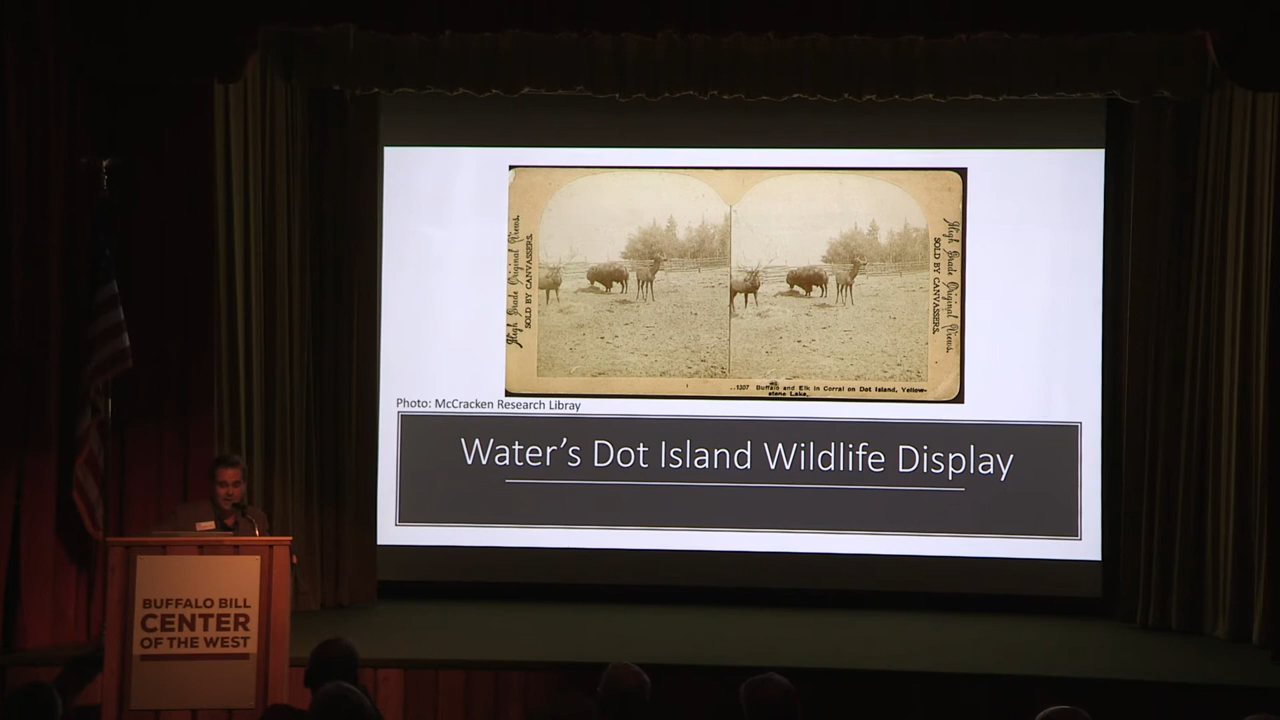 High Grade Original Views.
SOLD BY CANVASSERS.
High Grade Original Views.
SOLD BY CANVASSERS.
..1307 Buffalo and Elk in Corral on Dot Island, Yellow-
stone Lake.
Photo: McCracken Research Libray
Water's Dot Island Wildlife Display
BUFFALO BILL
CENTER
OF THE WEST